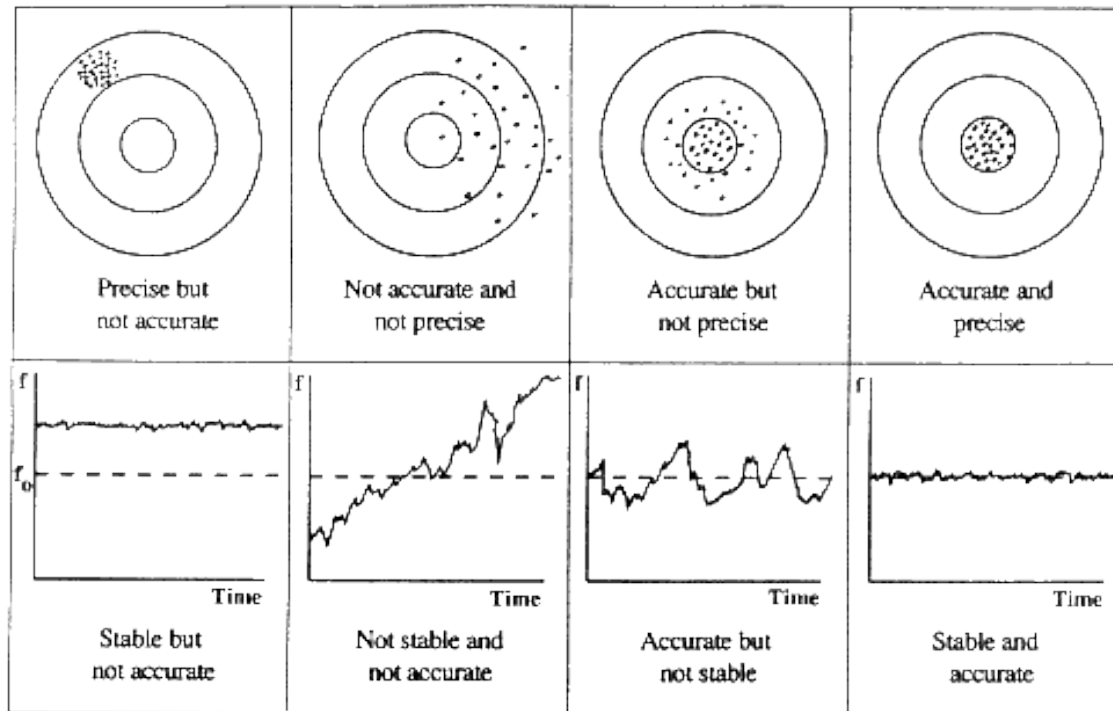 Precise but
not accurate
Not accurate and
not precise
Accurate but
not precise
Accurate and
precise
f
f₀
Time
Stable but
not accurate
f
Time
Not stable and
not accurate
f
Time
Accurate but
not stable
f
Time
Stable and
accurate